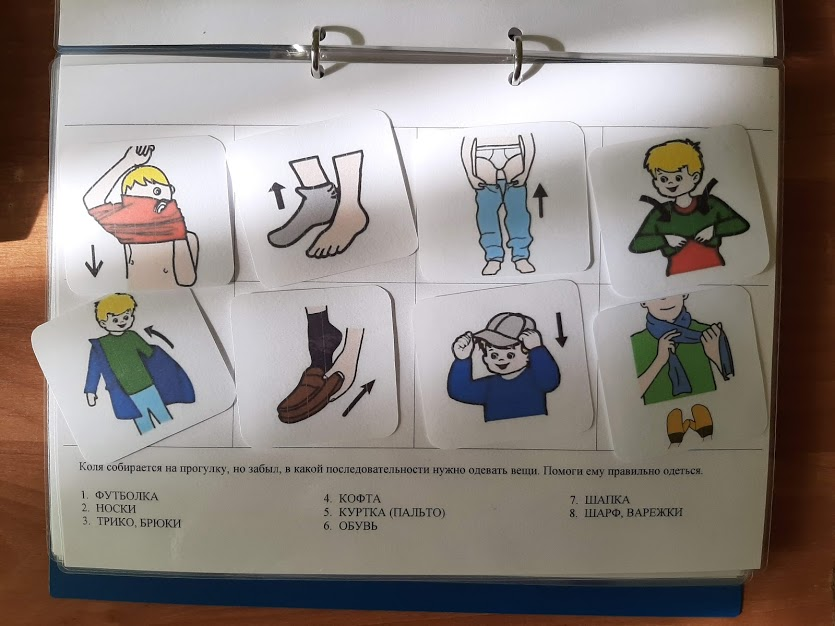 Коля собирается на прогулку, но забыл, в какой последовательности нужно одевать вещи. Помоги ему правильно одеться.
1. ФУТБОЛКА
2. НОСКИ
3. ТРИКО, БРЮКИ
4. КОФТА
5. КУРТКА (ПАЛЬТО)
6. ОБУВЬ
7. ШАПКА
8. ШАРФ, ВАРЕЖКИ